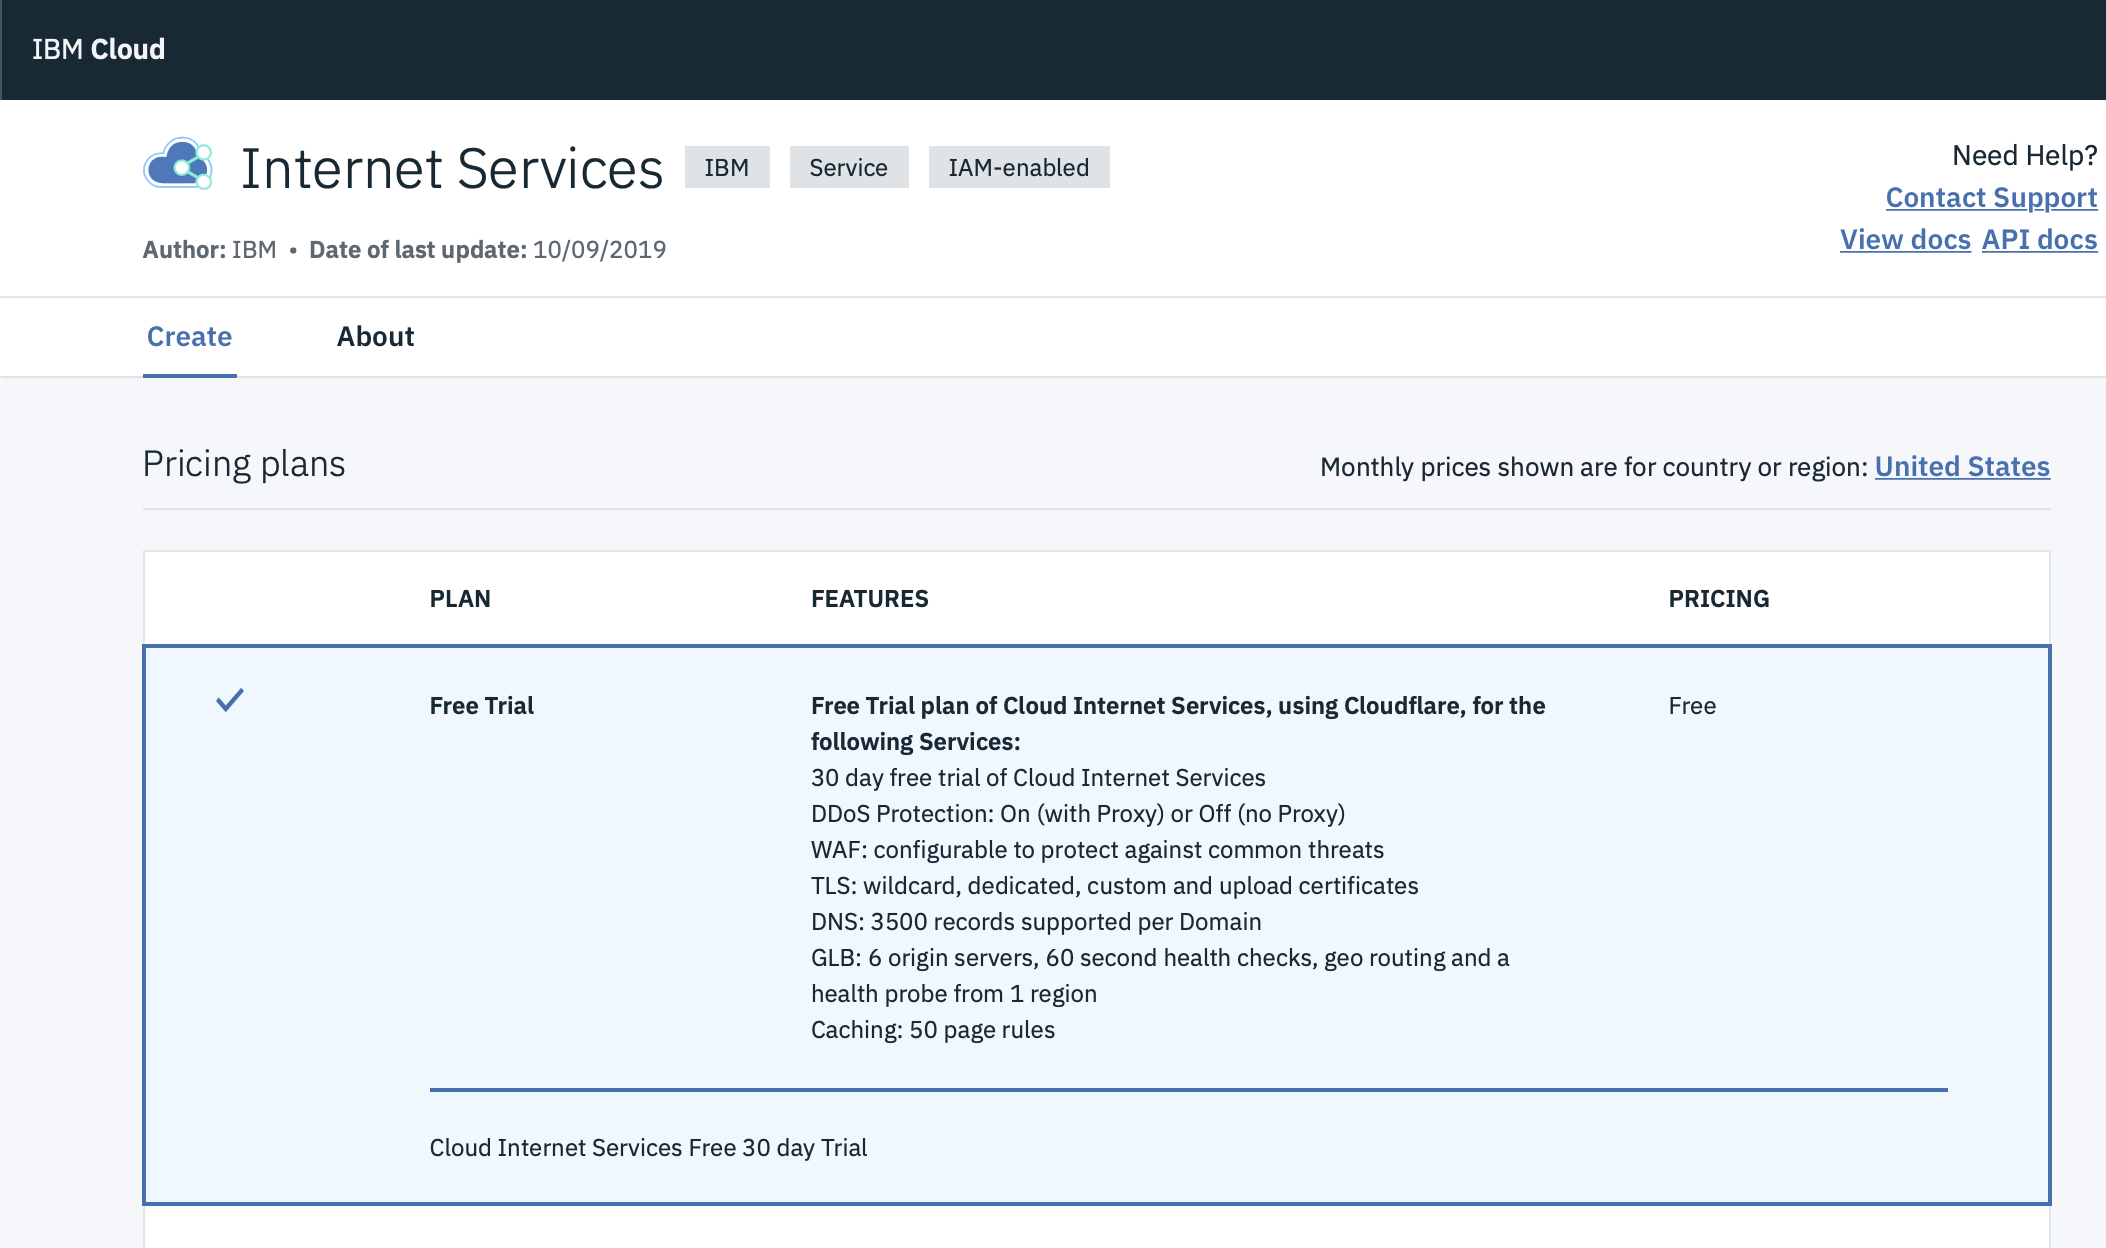 IBM Cloud
Internet Services
IBM
Service
IAM-enabled
Need Help?
Contact Support
View docs API docs
Author: IBM • Date of last update: 10/09/2019
Create
About
Pricing plans
Monthly prices shown are for country or region: United States
PLAN
FEATURES
PRICING
Free Trial
Free Trial plan of Cloud Internet Services, using Cloudflare, for the
following Services:
30 day free trial of Cloud Internet Services
DDoS Protection: On (with Proxy) or Off (no Proxy)
WAF: configurable to protect against common threats
TLS: wildcard, dedicated, custom and upload certificates
DNS: 3500 records supported per Domain
GLB: 6 origin servers, 60 second health checks, geo routing and a
health probe from 1 region
Caching: 50 page rules
Free
Cloud Internet Services Free 30 day Trial